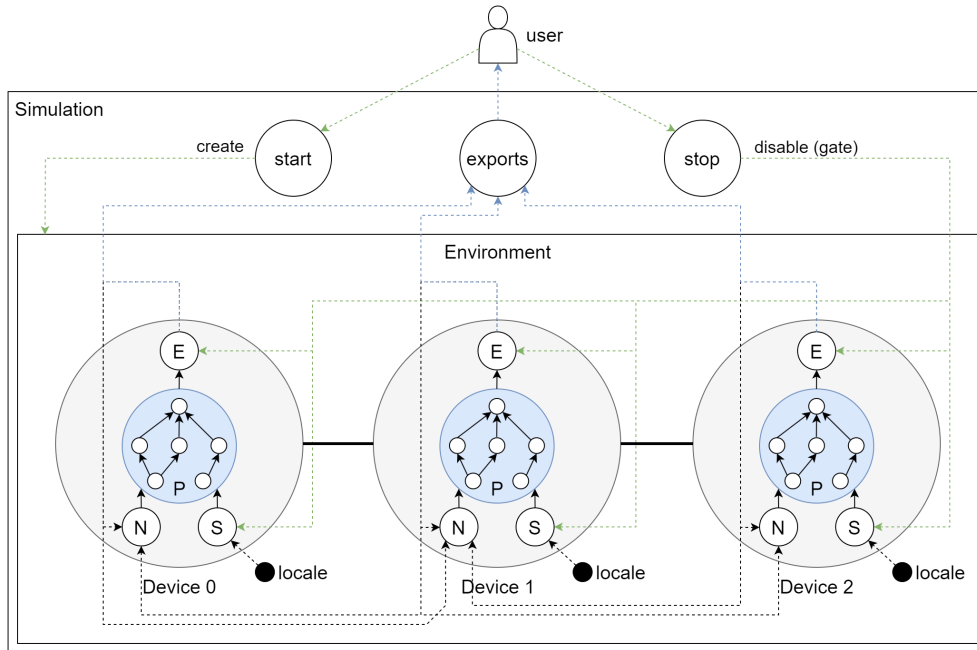 user
Simulation
create
start
exports
stop
disable (gate)
Environment
E
E
E
P
P
P
N
S
N
S
N
S
locale
locale
locale
Device 0
Device 1
Device 2